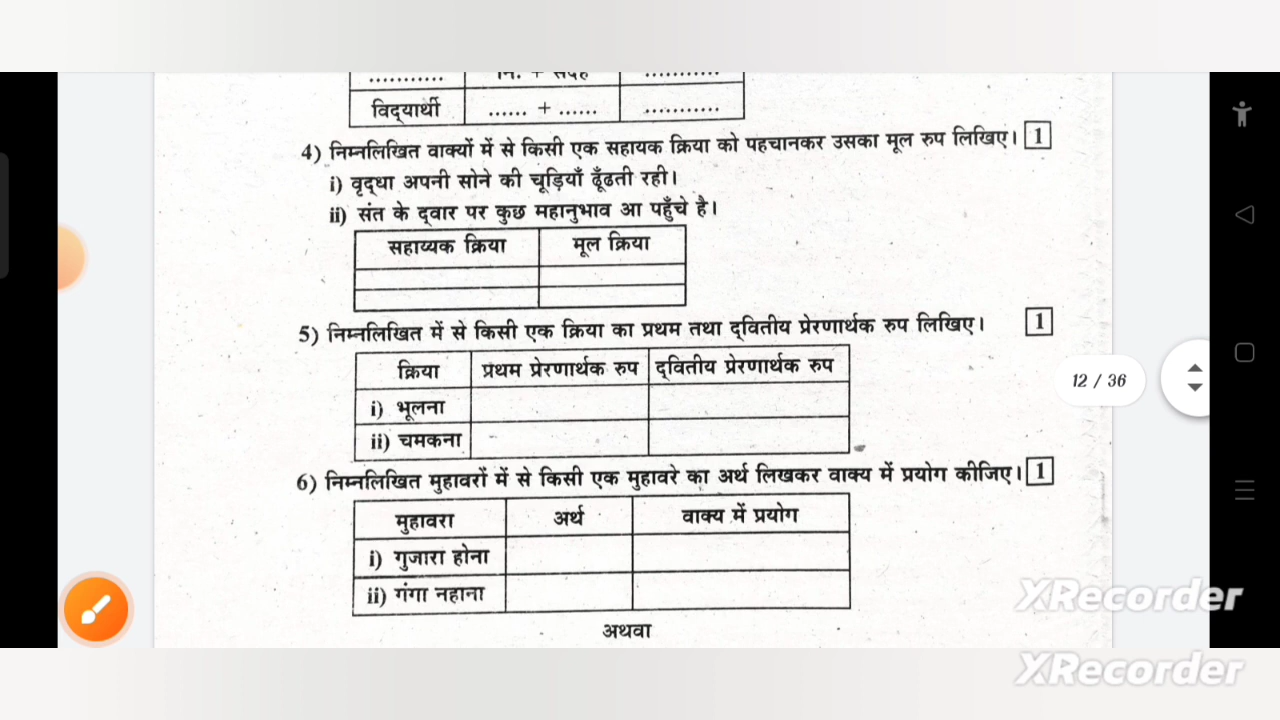 ........... नि. + संदेह ...........
विद्यार्थी ...... + ...... ...........
4) निम्नलिखित वाक्यों में से किसी एक सहायक क्रिया को पहचानकर उसका मूल रुप लिखिए। 1
i) वृद्धा अपनी सोने की चूड़ियाँ ढूँढती रही।
ii) संत के द्वार पर कुछ महानुभाव आ पहुँचे है।
सहाय्यक क्रिया मूल क्रिया
5) निम्नलिखित में से किसी एक क्रिया का प्रथम तथा द्वितीय प्रेरणार्थक रुप लिखिए। 1
क्रिया प्रथम प्रेरणार्थक रुप द्वितीय प्रेरणार्थक रुप
i) भूलना
12 / 36
ii) चमकना
6) निम्नलिखित मुहावरों में से किसी एक मुहावरे का अर्थ लिखकर वाक्य में प्रयोग कीजिए। 1
मुहावरा अर्थ वाक्य में प्रयोग
i) गुजारा होना
ii) गंगा नहाना
XRecorder
अथवा
XRecorder